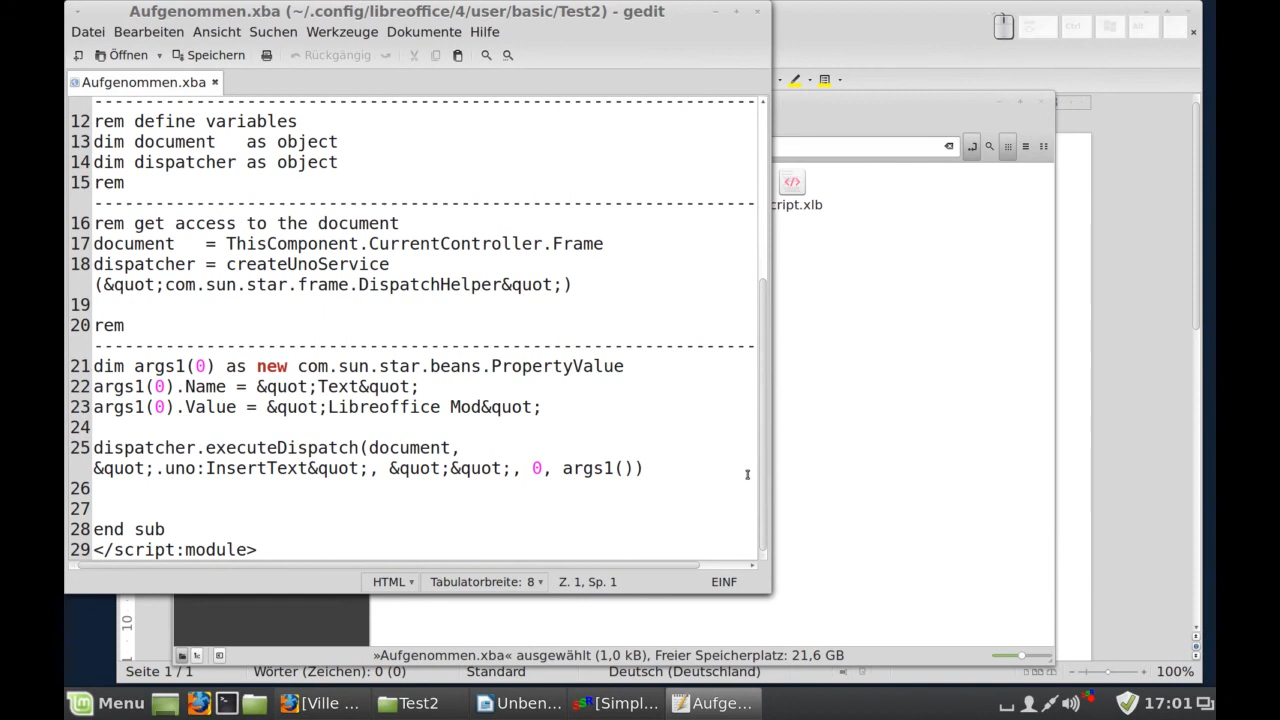 Aufgenommen.xba (~/.config/libreoffice/4/user/basic/Test2) - gedit
Datei Bearbeiten Ansicht Suchen Werkzeuge Dokumente Hilfe
Öffnen Speichern Rückgängig
Ctrl Alt
Aufgenommen.xba
------------------------------------------------------------------
12 rem define variables
13 dim document   as object
14 dim dispatcher as object
15 rem
------------------------------------------------------------------
16 rem get access to the document
17 document   = ThisComponent.CurrentController.Frame
18 dispatcher = createUnoService
(&quot;com.sun.star.frame.DispatchHelper&quot;)
19
20 rem
------------------------------------------------------------------
21 dim args1(0) as new com.sun.star.beans.PropertyValue
22 args1(0).Name = &quot;Text&quot;
23 args1(0).Value = &quot;Libreoffice Mod&quot;
24
25 dispatcher.executeDispatch(document,
&quot;.uno:InsertText&quot;, &quot;&quot;, 0, args1())
26
27
28 end sub
29 </script:module>
HTML Tabulatorbreite: 8 Z. 1, Sp. 1 EINF
cript.xlb
10
»Aufgenommen.xba« ausgewählt (1,0 kB), Freier Speicherplatz: 21,6 GB
Seite 1 / 1 Wörter (Zeichen): 0 (0) Standard Deutsch (Deutschland) 100%
Menu [Ville ... Test2 Unben... [Simpl... Aufge... 17:01